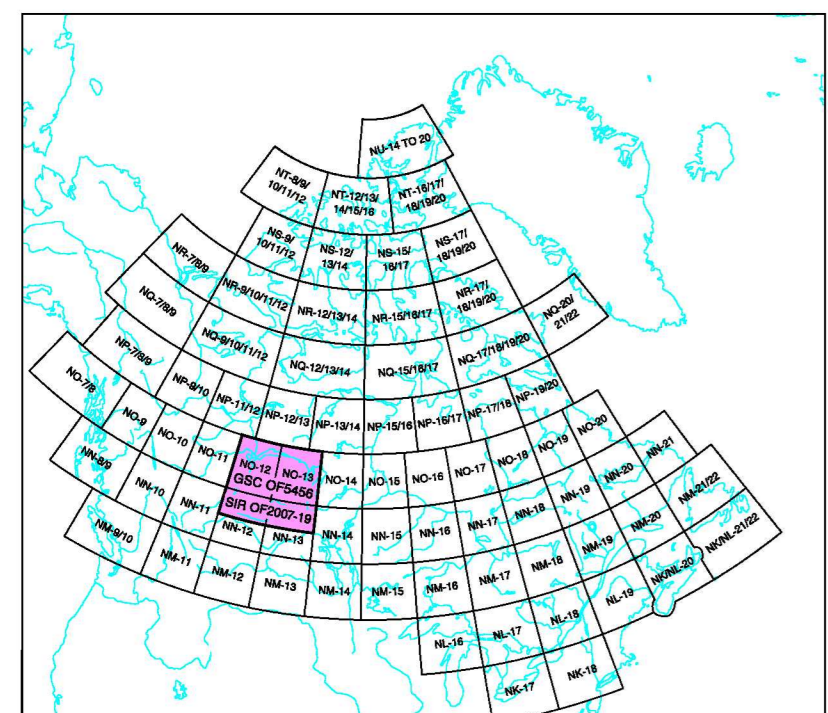 NU-14 TO 20
NT-8/9/
10/11/12
NT-12/13/
14/15/16
NT-16/17/
18/19/20
NS-9/
10/11/12
NS-12/
13/14
NS-15/
16/17
NS-17/
18/19/20
NR-7/8/9
NR-9/10/11/12
NR-12/13/14
NR-15/16/17
NR-17/
18/19/20
NQ-7/8/9
NQ-9/10/11/12
NQ-12/13/14
NQ-15/16/17
NQ-17/18/19/20
NQ-20/
21/22
NP-7/8/9
NP-9/10
NP-11/12
NP-12/13
NP-13/14
NP-15/16
NP-16/17
NP-17/18
NP-19/20
NO-7/8
NO-9
NO-10
NO-11
NO-12
NO-13
NO-14
NO-15
NO-16
NO-17
NO-18
NO-19
NO-20
GSC OF5456
SIR OF2007-19
NN-8/9
NN-10
NN-11
NN-12
NN-13
NN-14
NN-15
NN-16
NN-17
NN-18
NN-19
NN-20
NN-21
NM-9/10
NM-11
NM-12
NM-13
NM-14
NM-15
NM-16
NM-17
NM-18
NM-19
NM-20
NM-21/22
NL-16
NL-17
NL-18
NL-19
NK/NL-20
NK/NL-21/22
NK-17
NK-18